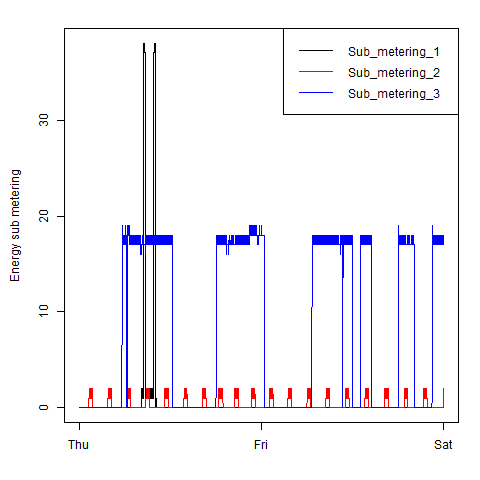 Sub_metering_1
Sub_metering_2
Sub_metering_3
Energy sub metering
30
20
10
0
Thu Fri Sat